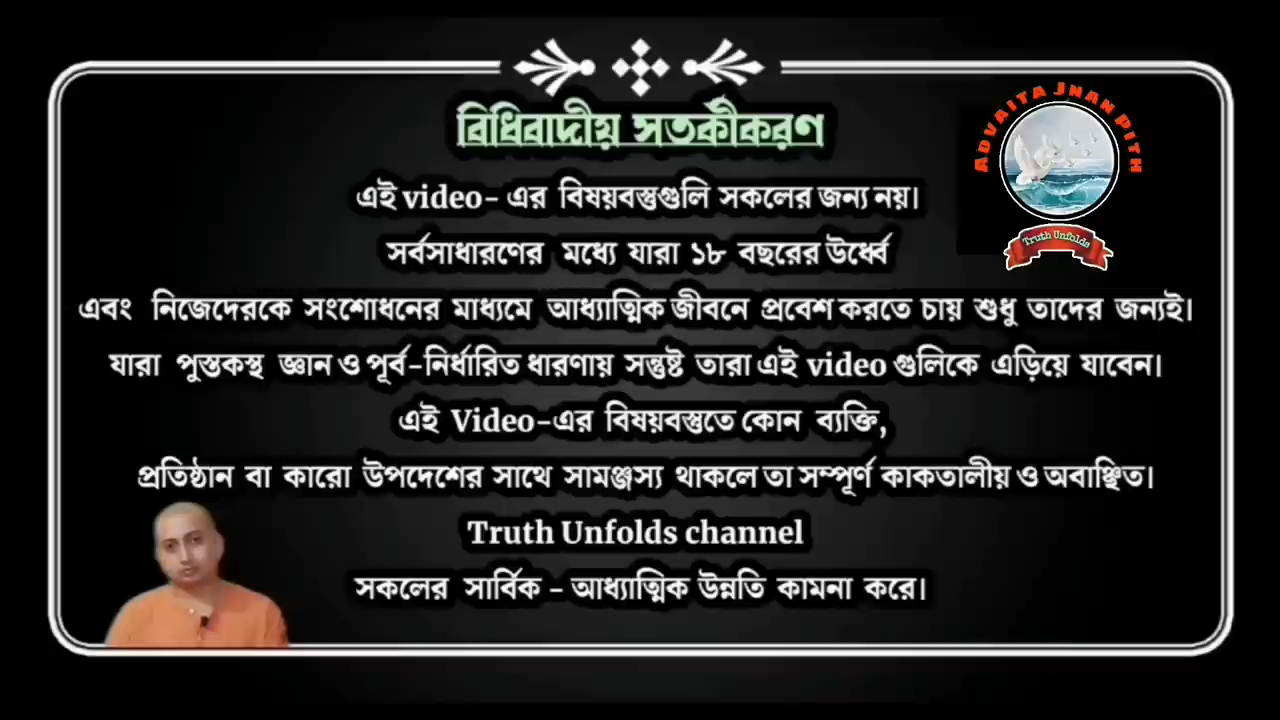 বিধিবাদীয় সতর্কীকরণ
ADVAITA JNAN PITH
Truth Unfolds
এই video- এর বিষয়বস্তুগুলি সকলের জন্য নয়।
সর্বসাধারণের মধ্যে যারা ১৮ বছরের উর্ধ্বে
এবং নিজেদেরকে সংশোধনের মাধ্যমে আধ্যাত্মিক জীবনে প্রবেশ করতে চায় শুধু তাদের জন্যই।
যারা পুস্তকস্থ জ্ঞান ও পূর্ব-নির্ধারিত ধারণায় সন্তুষ্ট তারা এই video গুলিকে এড়িয়ে যাবেন।
এই Video-এর বিষয়বস্তুতে কোন ব্যক্তি,
প্রতিষ্ঠান বা কারো উপদেশের সাথে সামঞ্জস্য থাকলে তা সম্পূর্ণ কাকতালীয় ও অবাঞ্ছিত।
Truth Unfolds channel
সকলের সার্বিক - আধ্যাত্মিক উন্নতি কামনা করে।